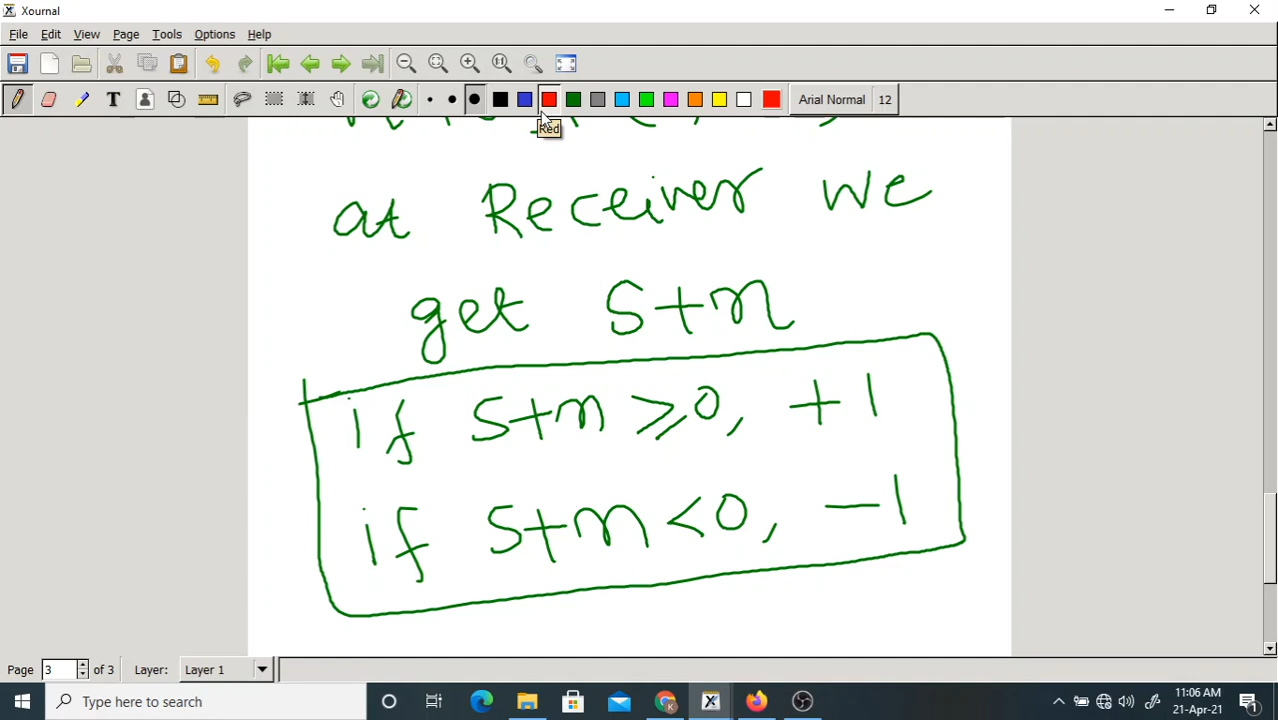 Xournal
File Edit View Page Tools Options Help
Arial Normal 12
Red
at Receiver we
get S+n
if S+n ≥0, +1
if S+n <0, -1
Page 3 of 3 Layer: Layer 1
Type here to search
11:06 AM
21-Apr-21